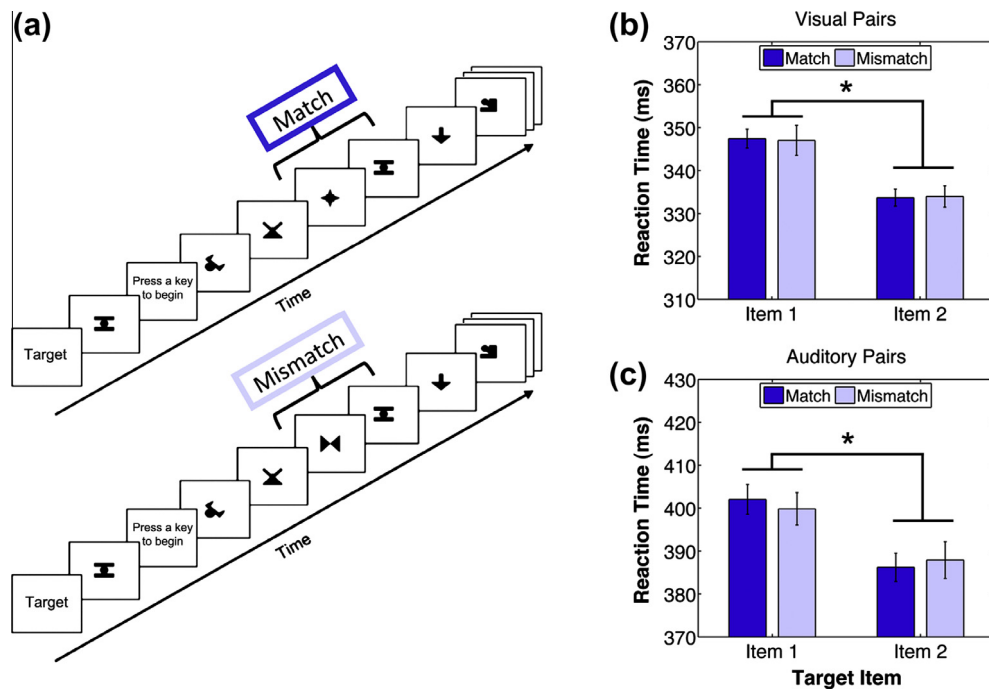 (a)
Match
Time
Press a key
to begin
Target
Mismatch
Time
Press a key
to begin
Target
(b)
Visual Pairs
Match
Mismatch
Reaction Time (ms)
370
360
350
340
330
320
310
Item 1
Item 2
(c)
Auditory Pairs
Match
Mismatch
*
*
Reaction Time (ms)
430
420
410
400
390
380
370
Item 1
Item 2
Target Item